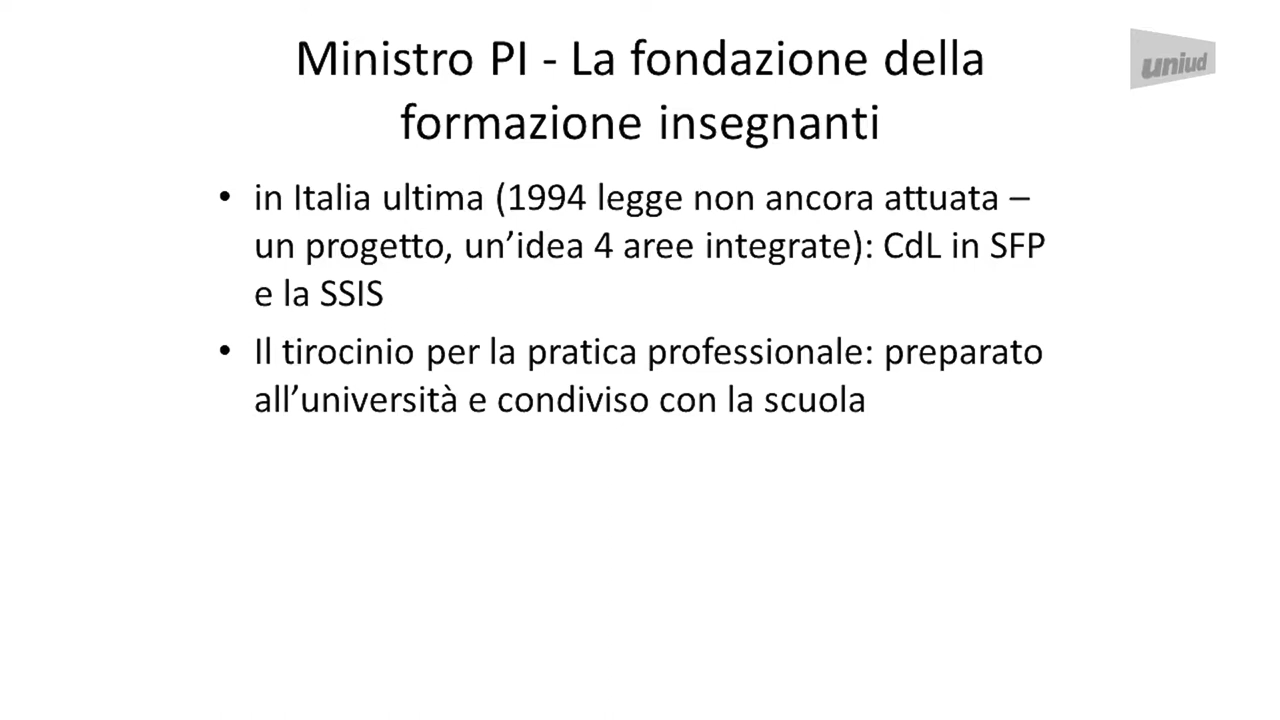 Ministro PI - La fondazione della
formazione insegnanti
uniud
• in Italia ultima (1994 legge non ancora attuata –
un progetto, un’idea 4 aree integrate): CdL in SFP
e la SSIS
• Il tirocinio per la pratica professionale: preparato
all’università e condiviso con la scuola